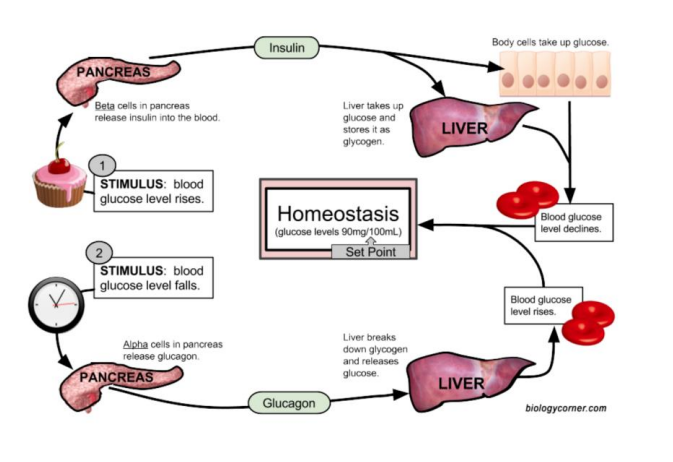 Insulin
Body cells take up glucose.
PANCREAS
Beta cells in pancreas
release insulin into the blood.
Liver takes up
glucose and
stores it as
glycogen.
LIVER
1
STIMULUS: blood
glucose level rises.
Homeostasis
(glucose levels 90mg/100mL)
Set Point
Blood glucose
level declines.
2
STIMULUS: blood
glucose level falls.
Blood glucose
level rises.
Alpha cells in pancreas
release glucagon.
PANCREAS
Liver breaks
down glycogen
and releases
glucose.
LIVER
Glucagon
biologycorner.com